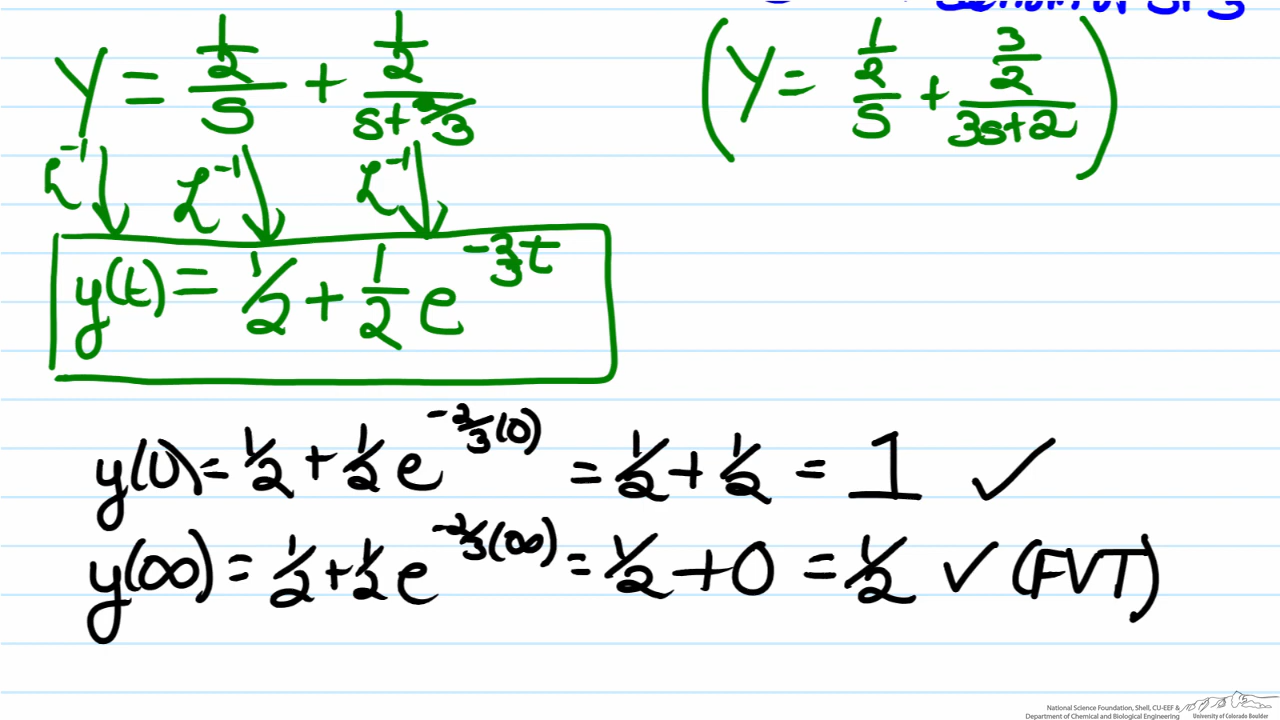 Y = 1/2/s + 1/2/(s+2/3)
(Y = 1/2/s + 3/2/(3s+2))
ℒ⁻¹ ℒ⁻¹ ℒ⁻¹
y(t) = 1/2 + 1/2 e^(-2/3 t)
y(0) = 1/2 + 1/2 e^(-2/3(0)) = 1/2 + 1/2 = 1 ✓
y(∞) = 1/2 + 1/2 e^(-2/3(∞)) = 1/2 + 0 = 1/2 ✓ (FVT)
National Science Foundation, Shell, CU-EEF &
Department of Chemical and Biological Engineering
University of Colorado Boulder